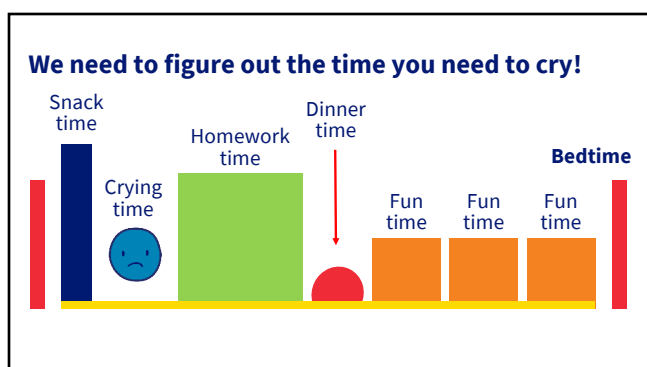 We need to figure out the time you need to cry!
Snack
time
Crying
time
Homework
time
Dinner
time
Fun
time
Fun
time
Fun
time
Bedtime